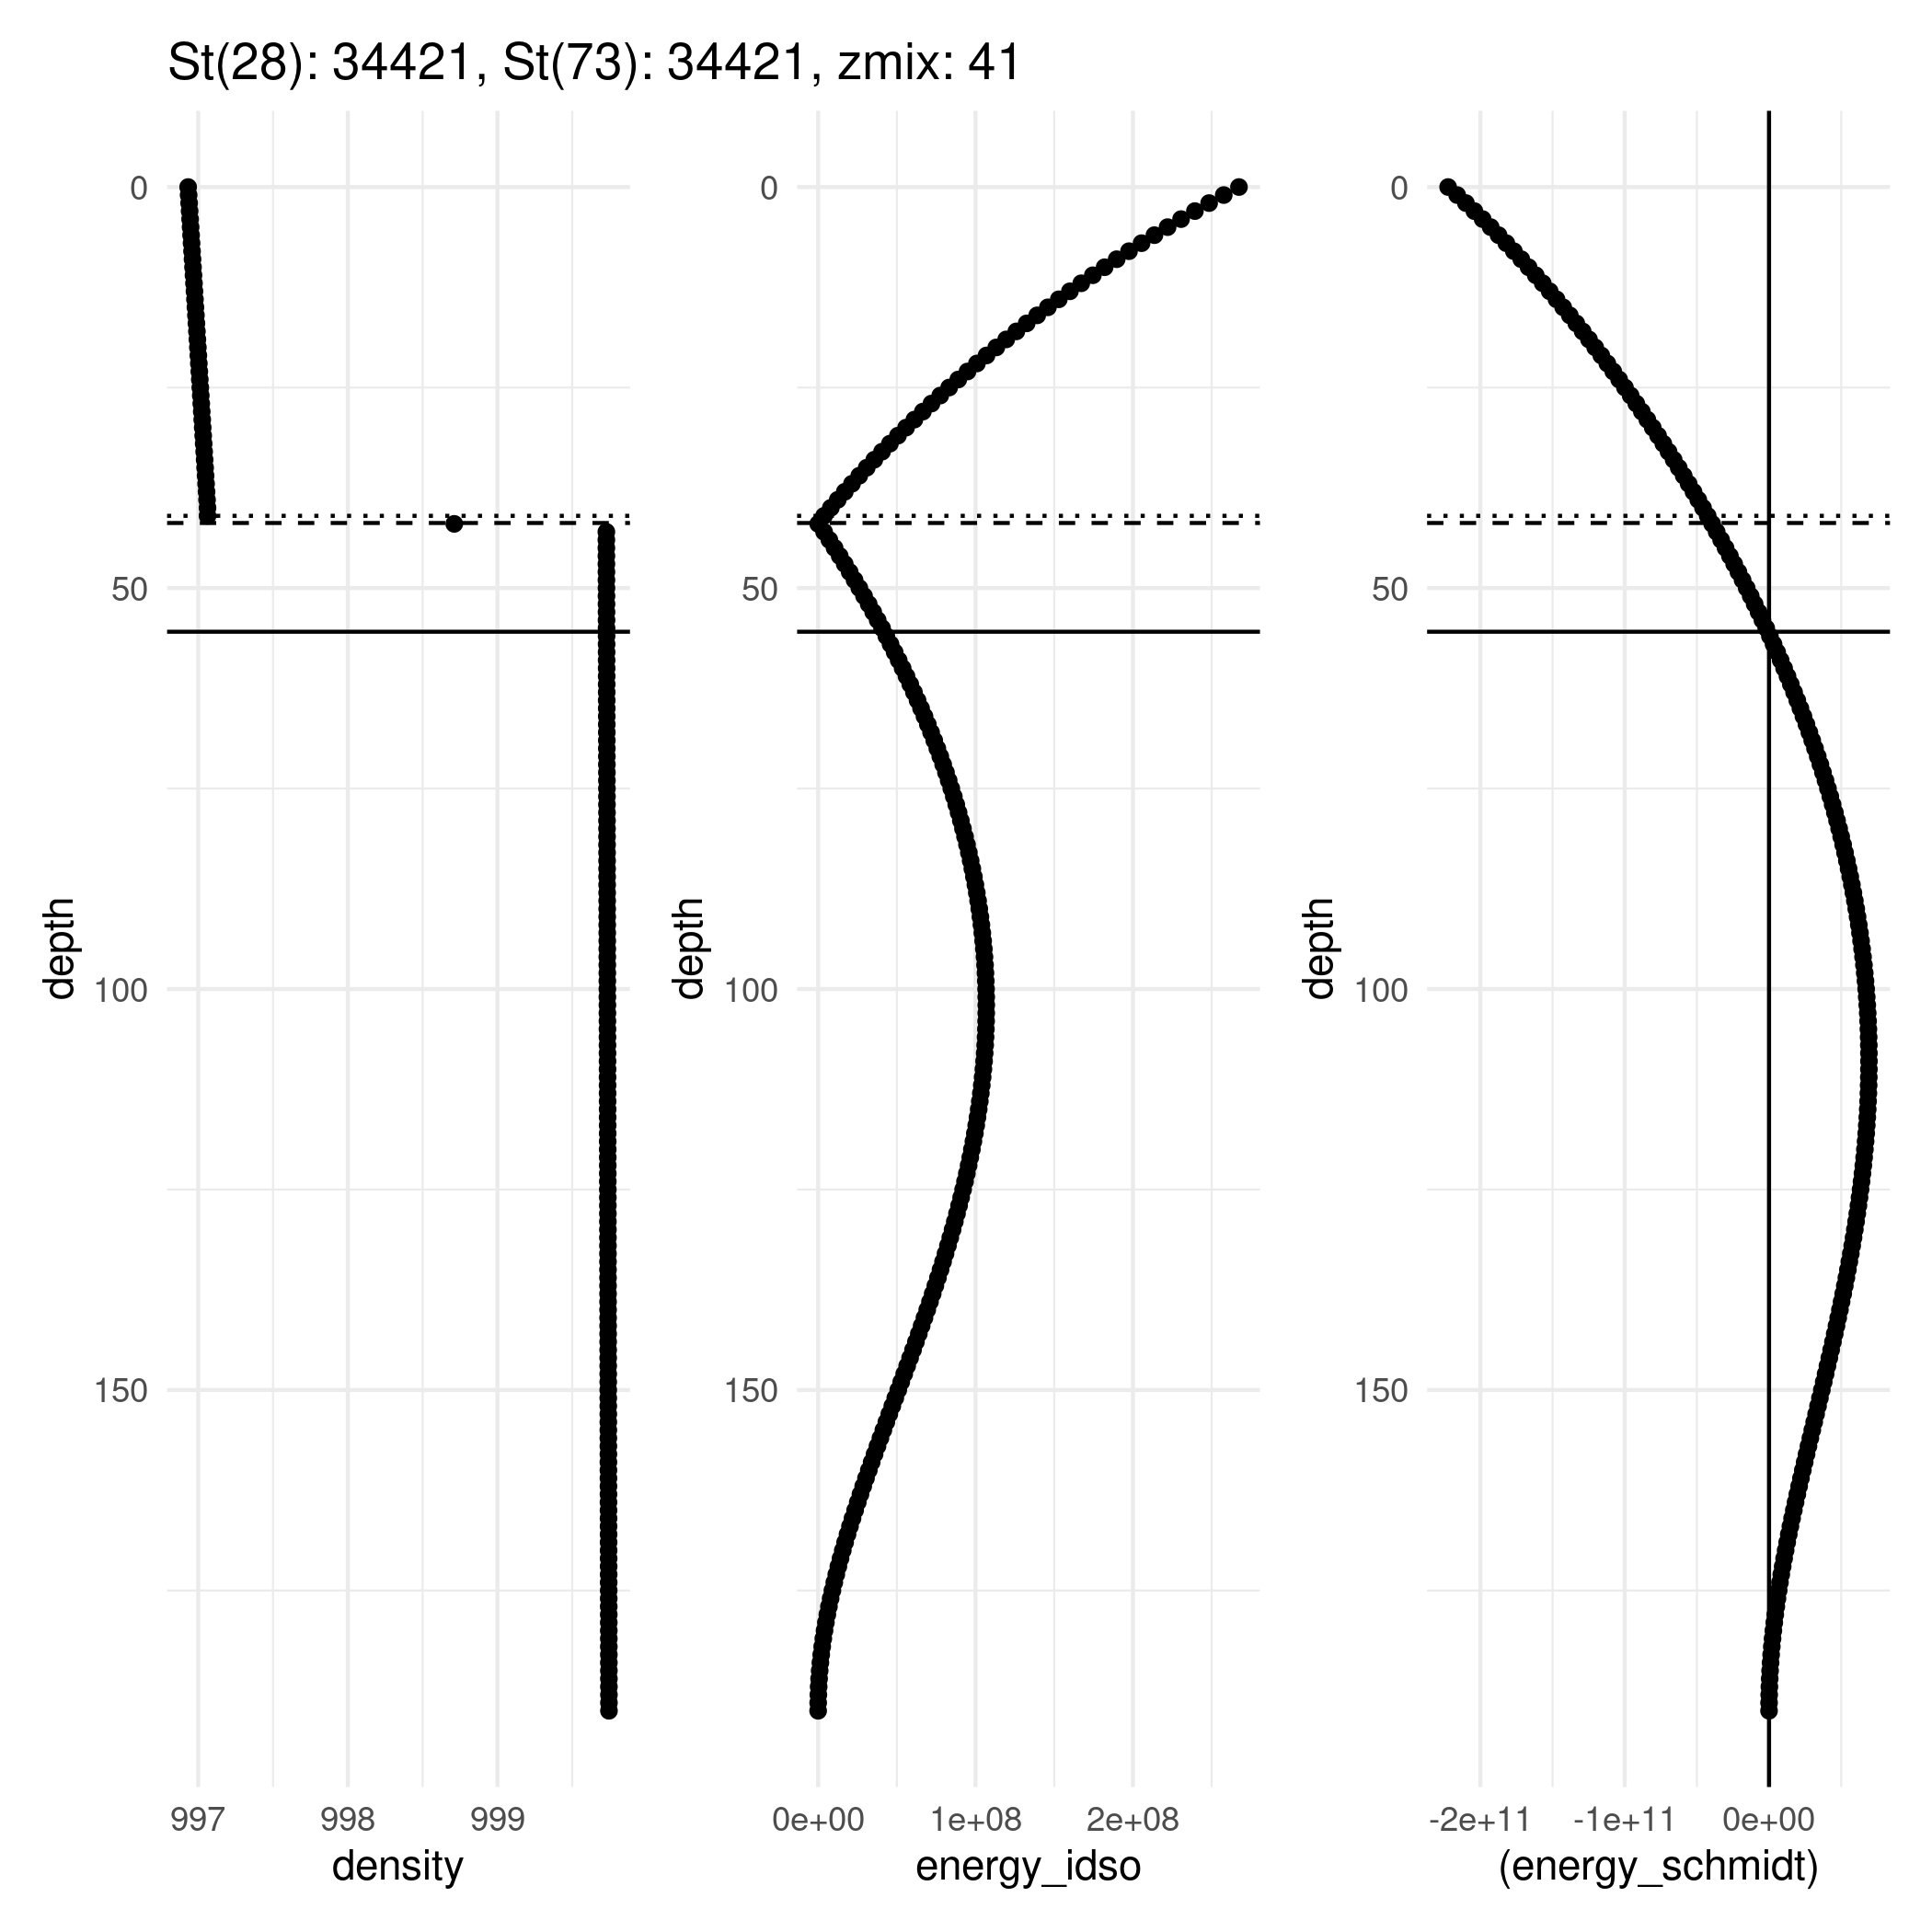 St(28): 34421, St(73): 34421, zmix: 41
0
50
100
150
depth
997 998 999
density
0
50
100
150
depth
0e+00 1e+08 2e+08
energy_idso
0
50
100
150
depth
-2e+11 -1e+11 0e+00
(energy_schmidt)